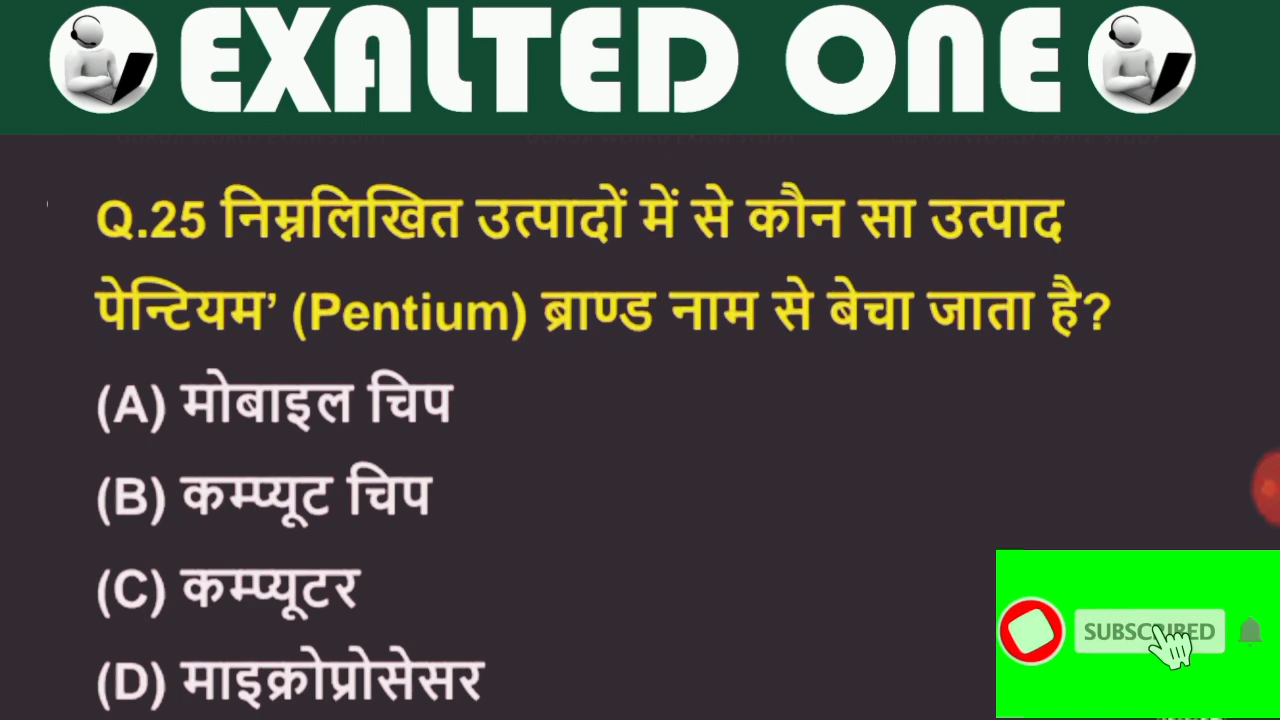 EXALTED ONE
Q.25 निम्नलिखित उत्पादों में से कौन सा उत्पाद
पेन्टियम’ (Pentium) ब्राण्ड नाम से बेचा जाता है?
(A) मोबाइल चिप
(B) कम्प्यूट चिप
(C) कम्प्यूटर
(D) माइक्रोप्रोसेसर
SUBSCRIBED